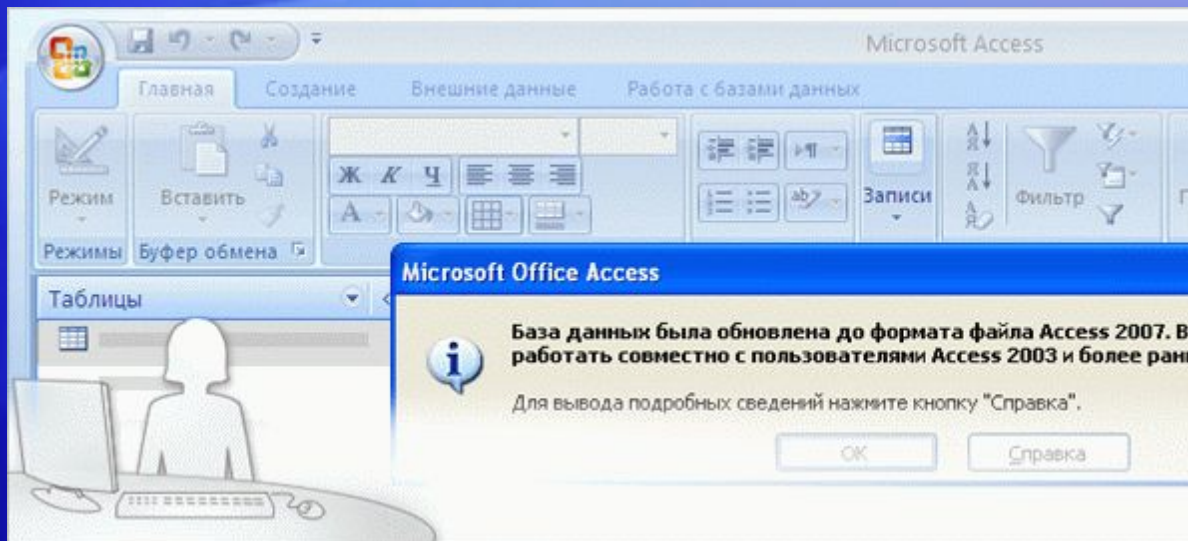 Microsoft Access
Главная Создание Внешние данные Работа с базами данных
Ж К Ч
Режим Вставить Записи Фильтр
Режимы Буфер обмена
Microsoft Office Access
Таблицы
База данных была обновлена до формата файла Access 2007. В
работать совместно с пользователями Access 2003 и более ран
Для вывода подробных сведений нажмите кнопку "Справка".
OK Справка